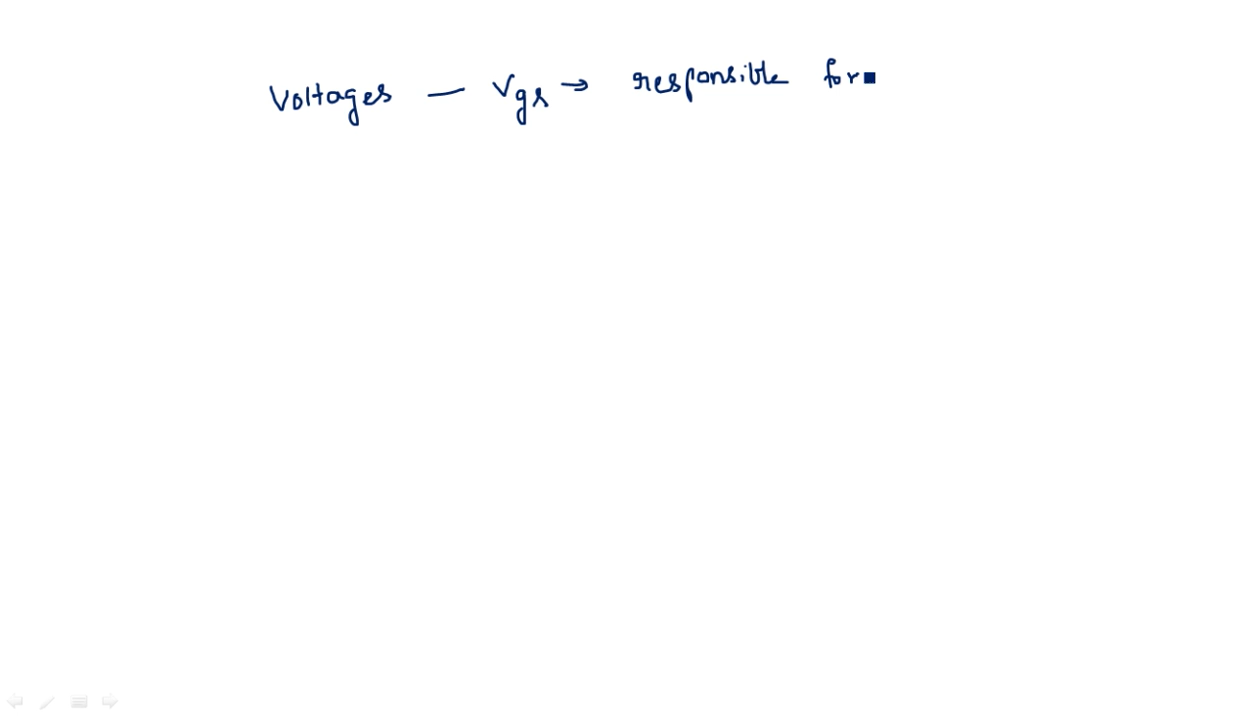 Voltages — Vgs → responsible for